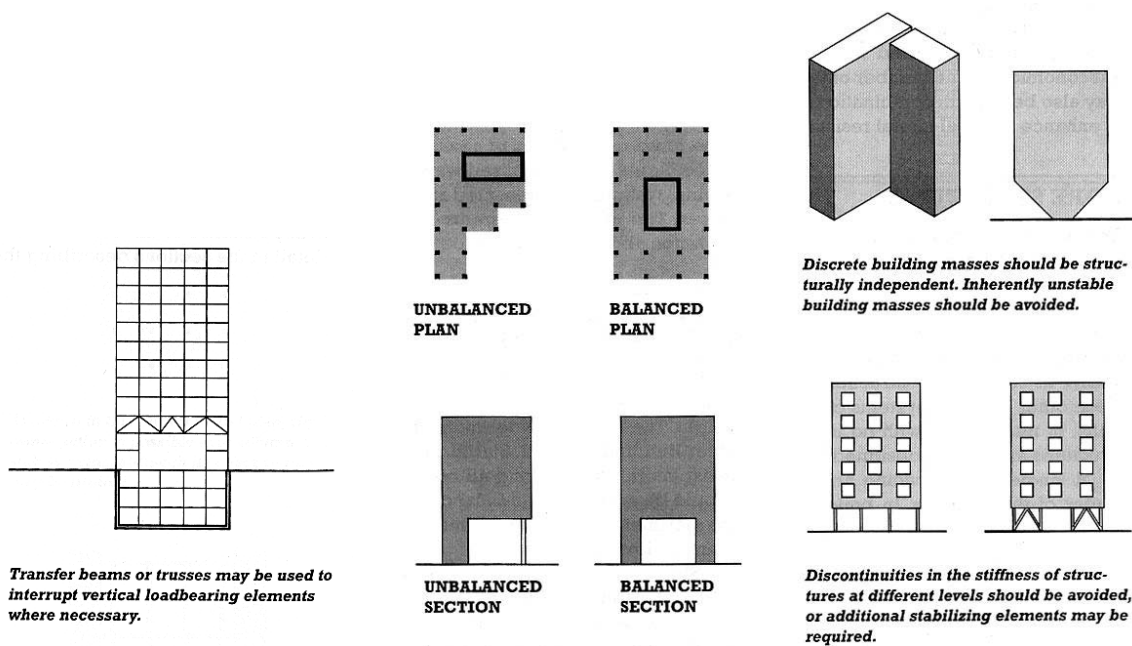 Transfer beams or trusses may be used to
interrupt vertical loadbearing elements
where necessary.
UNBALANCED
PLAN
BALANCED
PLAN
UNBALANCED
SECTION
BALANCED
SECTION
Discrete building masses should be struc-
turally independent. Inherently unstable
building masses should be avoided.
Discontinuities in the stiffness of struc-
tures at different levels should be avoided,
or additional stabilizing elements may be
required.